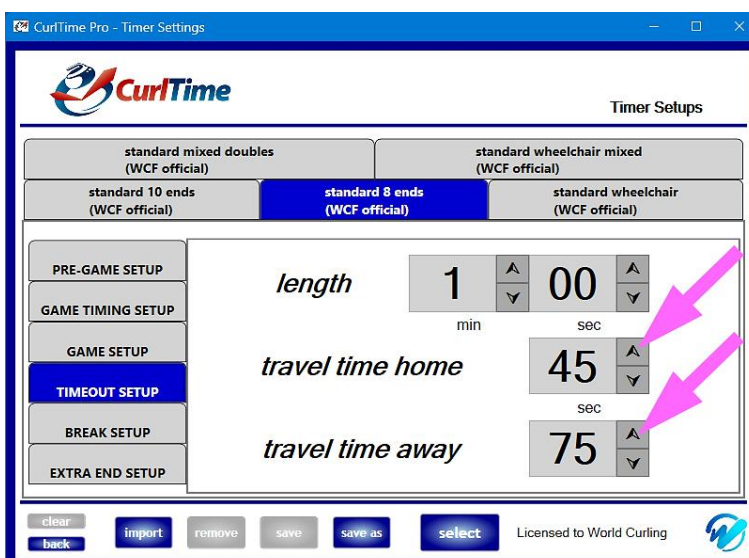 CurlTime Pro - Timer Settings
CurlTime
Timer Setups
standard mixed doubles
(WCF official)
standard wheelchair mixed
(WCF official)
standard 10 ends
(WCF official)
standard 8 ends
(WCF official)
standard wheelchair
(WCF official)
PRE-GAME SETUP
GAME TIMING SETUP
GAME SETUP
TIMEOUT SETUP
BREAK SETUP
EXTRA END SETUP
length
1
00
min
sec
travel time home
45
sec
travel time away
75
clear
back
import
remove
save
save as
select
Licensed to World Curling